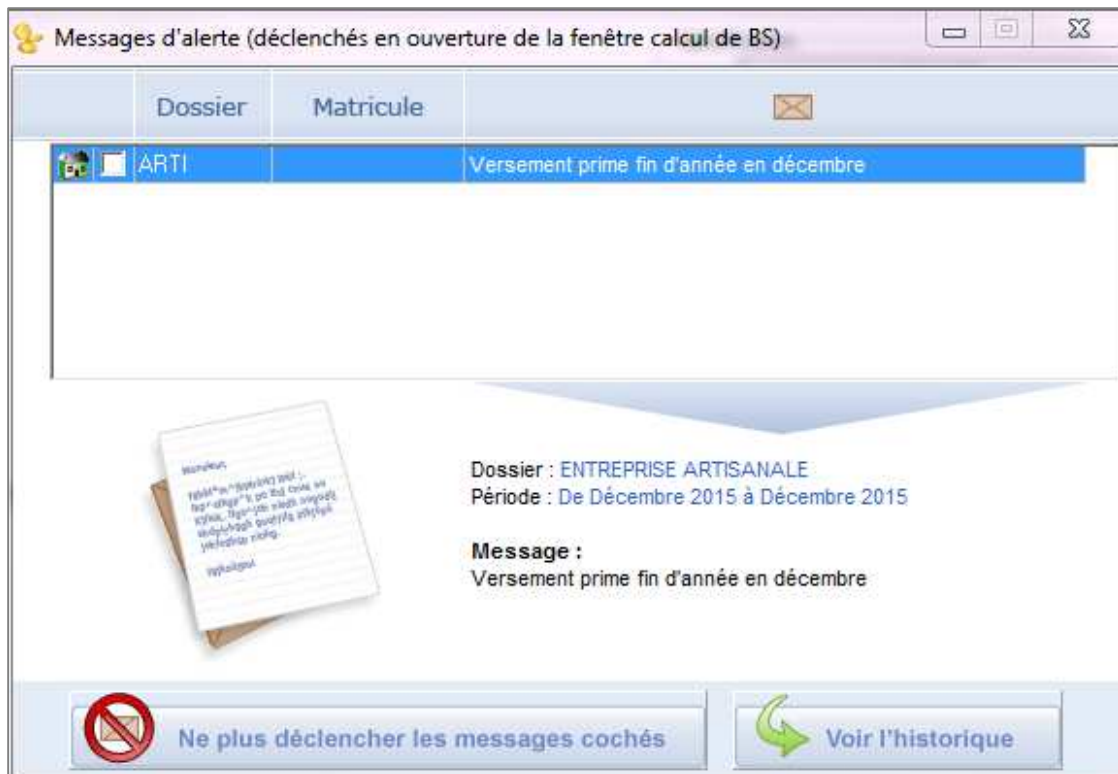 Messages d'alerte (déclenchés en ouverture de la fenêtre calcul de BS)
Dossier Matricule
ARTI Versement prime fin d'année en décembre
Dossier : ENTREPRISE ARTISANALE
Période : De Décembre 2015 à Décembre 2015
Message :
Versement prime fin d'année en décembre
Ne plus déclencher les messages cochés Voir l'historique